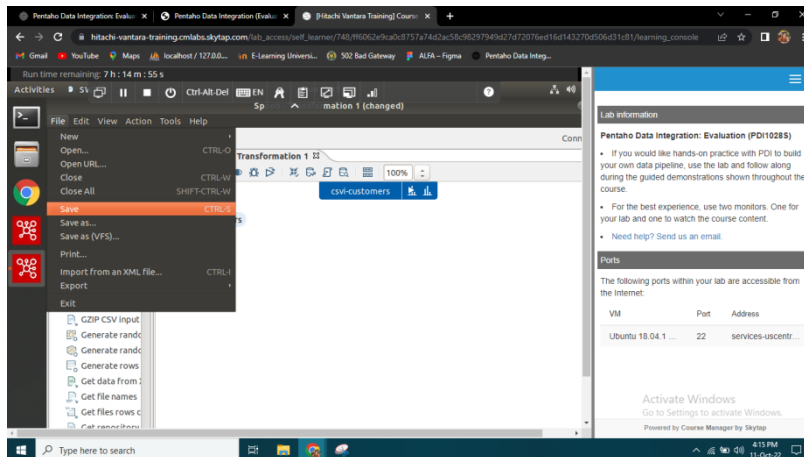 Pentaho Data Integration: Evalua
Pentaho Data Integration (Evalua
[Hitachi Vantara Training] Course
hitachi-vantara-training.cmlabs.skytap.com/lab_access/self_learner/748/
learning_console
Gmail
YouTube
Maps
localhost/127.0.0...
E-Learning Universi...
502 Bad Gateway
ALFA – Figma
Pentaho Data Integ...
Run time remaining: 7 h : 14 m : 55 s
Activities
Ctrl-Alt-Del
EN
Sp
mation 1 (changed)
File Edit View Action Tools Help
New
Open... CTRL-O
Open URL...
Close CTRL-W
Close All SHIFT-CTRL-W
Save CTRL-S
Save as...
Save as (VFS)...
Print...
Import from an XML file... CTRL-I
Export
Exit
Conn
Transformation 1
100%
csvi-customers
GZIP CSV input
Generate rando
Generate rando
Generate rows
Get data from
Get file names
Get files rows c
Get repository
Lab information
Pentaho Data Integration: Evaluation (PDI1028S)
• If you would like hands-on practice with PDI to build
your own data pipeline, use the lab and follow along
during the guided demonstrations shown throughout the
course.
• For the best experience, use two monitors. One for
your lab and one to watch the course content.
• Need help? Send us an email.
Ports
The following ports within your lab are accessible from
the Internet:
VM Port Address
Ubuntu 18.04.1 ... 22 services-uscentr...
Activate Windows
Go to Settings to activate Windows.
Powered by Course Manager by Skytap
Type here to search
4:15 PM
11-Oct-22